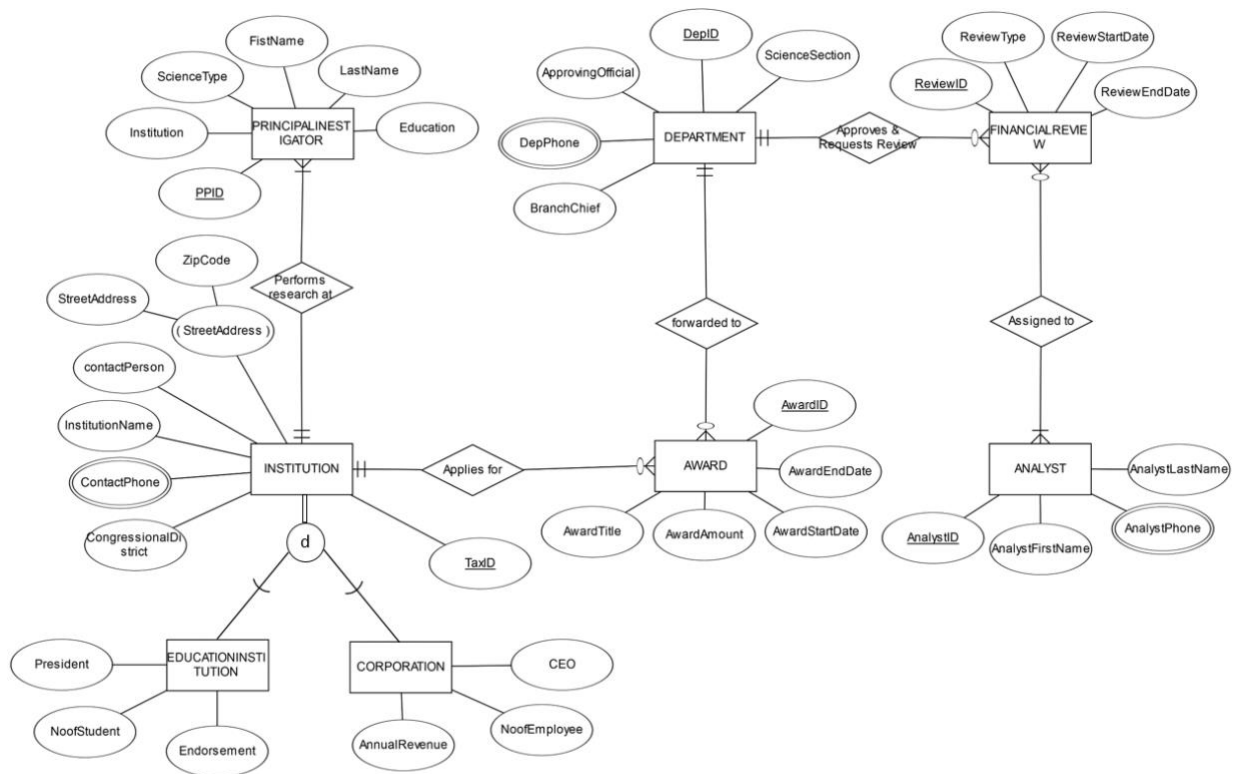 FistName
ScienceType
LastName
Institution
PRINCIPALINEST
IGATOR
Education
PPID
DepID
ApprovingOfficial
ScienceSection
DepPhone
DEPARTMENT
BranchChief
Approves &
Requests Review
ReviewType
ReviewStartDate
ReviewID
ReviewEndDate
FINANCIALREVIE
W
ZipCode
StreetAddress
( StreetAddress )
Performs
research at
contactPerson
InstitutionName
ContactPhone
CongressionalDi
strict
INSTITUTION
TaxID
Applies for
forwarded to
AwardID
AWARD
AwardEndDate
AwardTitle
AwardAmount
AwardStartDate
Assigned to
ANALYST
AnalystLastName
AnalystID
AnalystFirstName
AnalystPhone
d
President
EDUCATIONINSTI
TUTION
NoofStudent
Endorsement
CORPORATION
CEO
AnnualRevenue
NoofEmployee